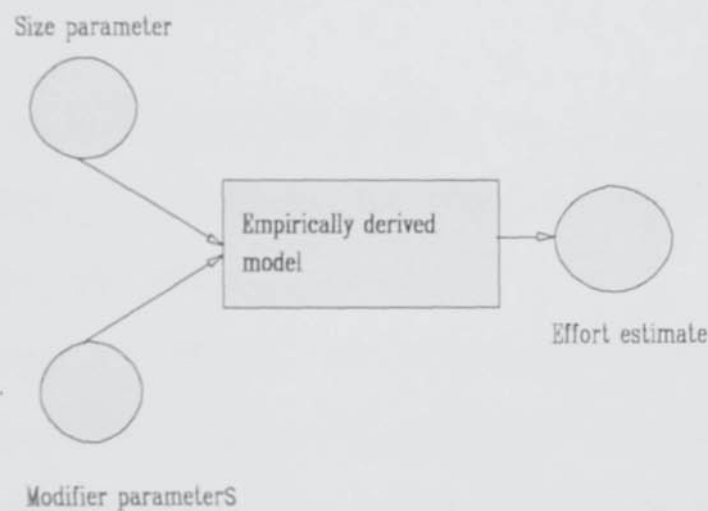 Size parameter
Empirically derived
model
Effort estimate
Modifier parameterS